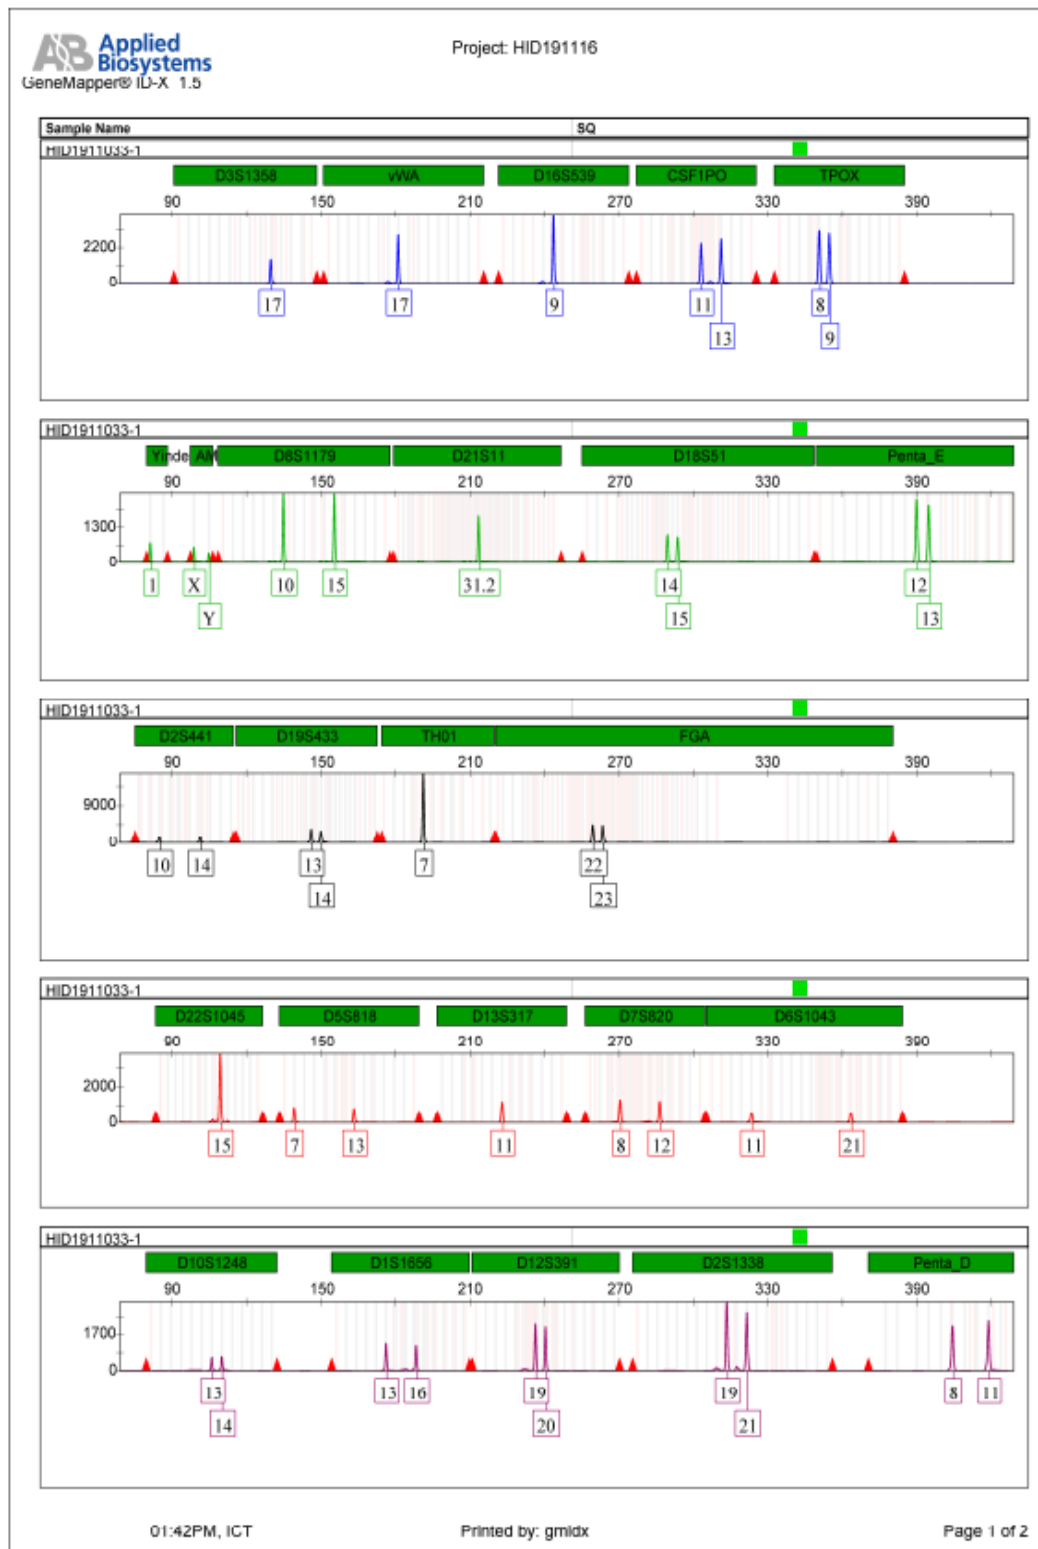 AB Applied Biosystems
GeneMapper® ID-X 1.5
Project: HID191116
Sample Name SQ
HID1911033-1
D3S1358 vWA D16S539 CSF1PO TPOX
90 150 210 270 330 390
2200
0
17 17 9 11 8
13 9
HID1911033-1
Yinde AM D8S1179 D21S11 D18S51 Penta_E
90 150 210 270 330 390
1300
0
1 X 10 15 31.2 14 12
Y 15 13
HID1911033-1
D2S441 D19S433 TH01 FGA
90 150 210 270 330 390
9000
0
10 14 13 7 22
14 23
HID1911033-1
D22S1045 D5S818 D13S317 D7S820 D6S1043
90 150 210 270 330 390
2000
0
15 7 13 11 8 12 11 21
HID1911033-1
D10S1248 D1S1656 D12S391 D2S1338 Penta_D
90 150 210 270 330 390
1700
0
13 13 16 19 19 8 11
14 20 21
01:42PM, ICT Printed by: gmidx Page 1 of 2